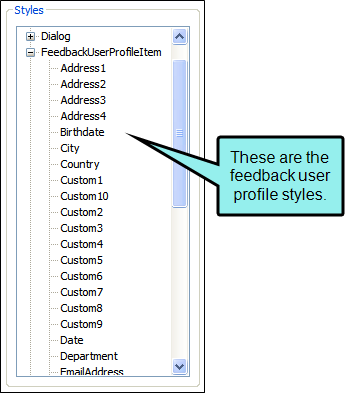 Styles
Dialog
FeedbackUserProfileItem
Address1
Address2
Address3
Address4
Birthdate
City
Country
Custom1
Custom10
Custom2
Custom3
Custom4
Custom5
Custom6
Custom7
Custom8
Custom9
Date
Department
EmailAddress
These are the
feedback user
profile styles.